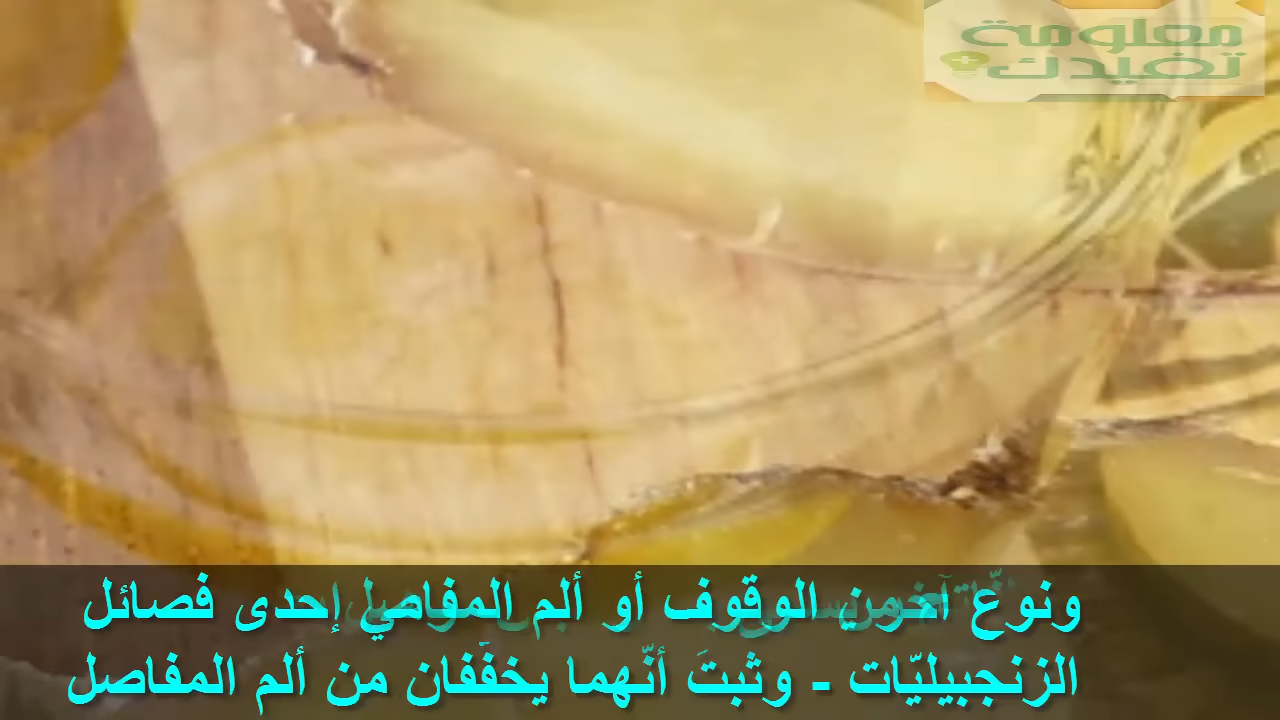 معلومة
تفيدك
ونوعّ آخر من الوقوف أو ألم المفاصل إحدى فصائل
الزنجبيليّات - وثبتَ أنّهما يخفّفان من ألم المفاصل